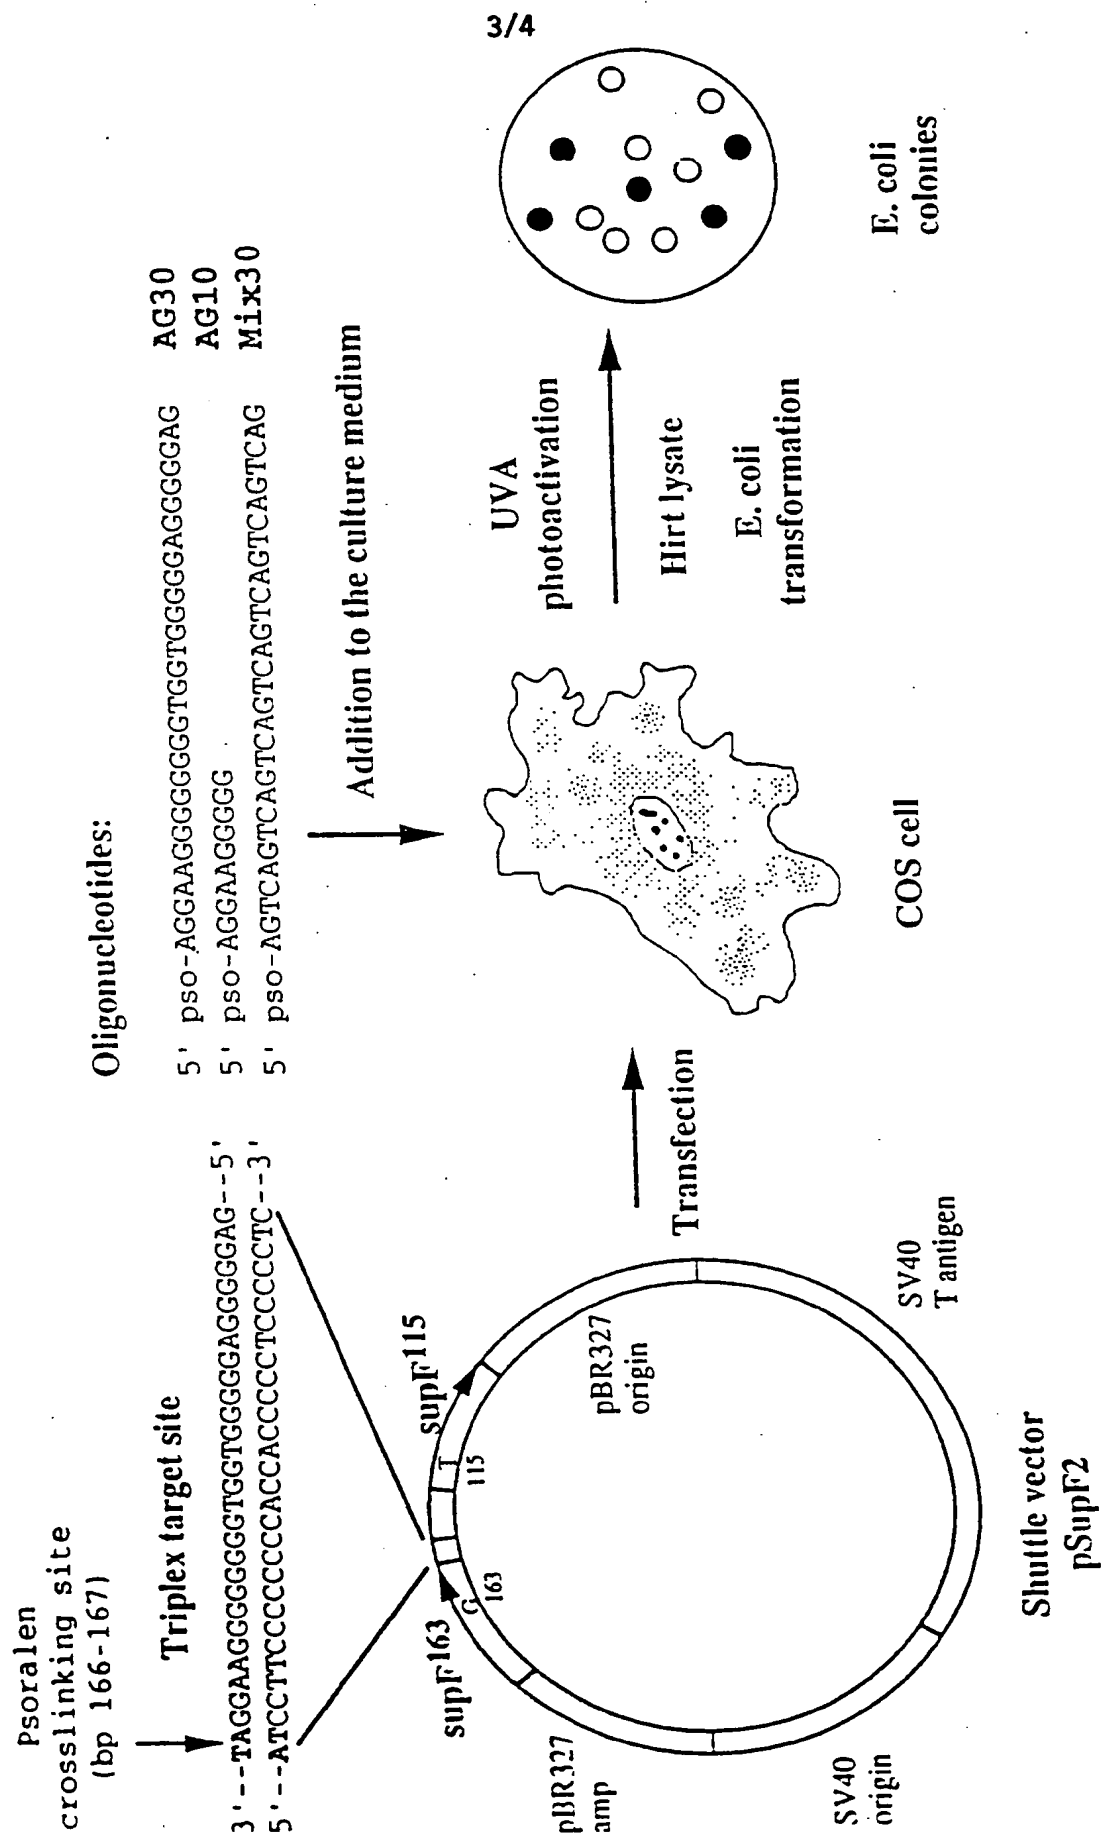 3/4
Psoralen
crosslinking site
(bp 166-167)
Triplex target site
3'--TAGGAAGGGGGGGTGGTGGGGGAGGGGGAG--5'
5'--ATCCTTCCCCCCCACCACCCCCTCCCCCTC--3'
Oligonucleotides:
5' pso-AGGAAGGGGGGGTGGTGGGGGAGGGGGAG AG30
5' pso-AGGAAGGGGG AG10
5' pso-AGTCAGTCAGTCAGTCAGTCAGTCAGTCAG Mix30
Addition to the culture medium
supF163
supF115
G
163
T
115
pBR327
amp
pBR327
origin
SV40
origin
SV40
T antigen
Shuttle vector
pSupF2
Transfection
COS cell
UVA
photoactivation
Hirt lysate
E. coli
transformation
E. coli
colonies